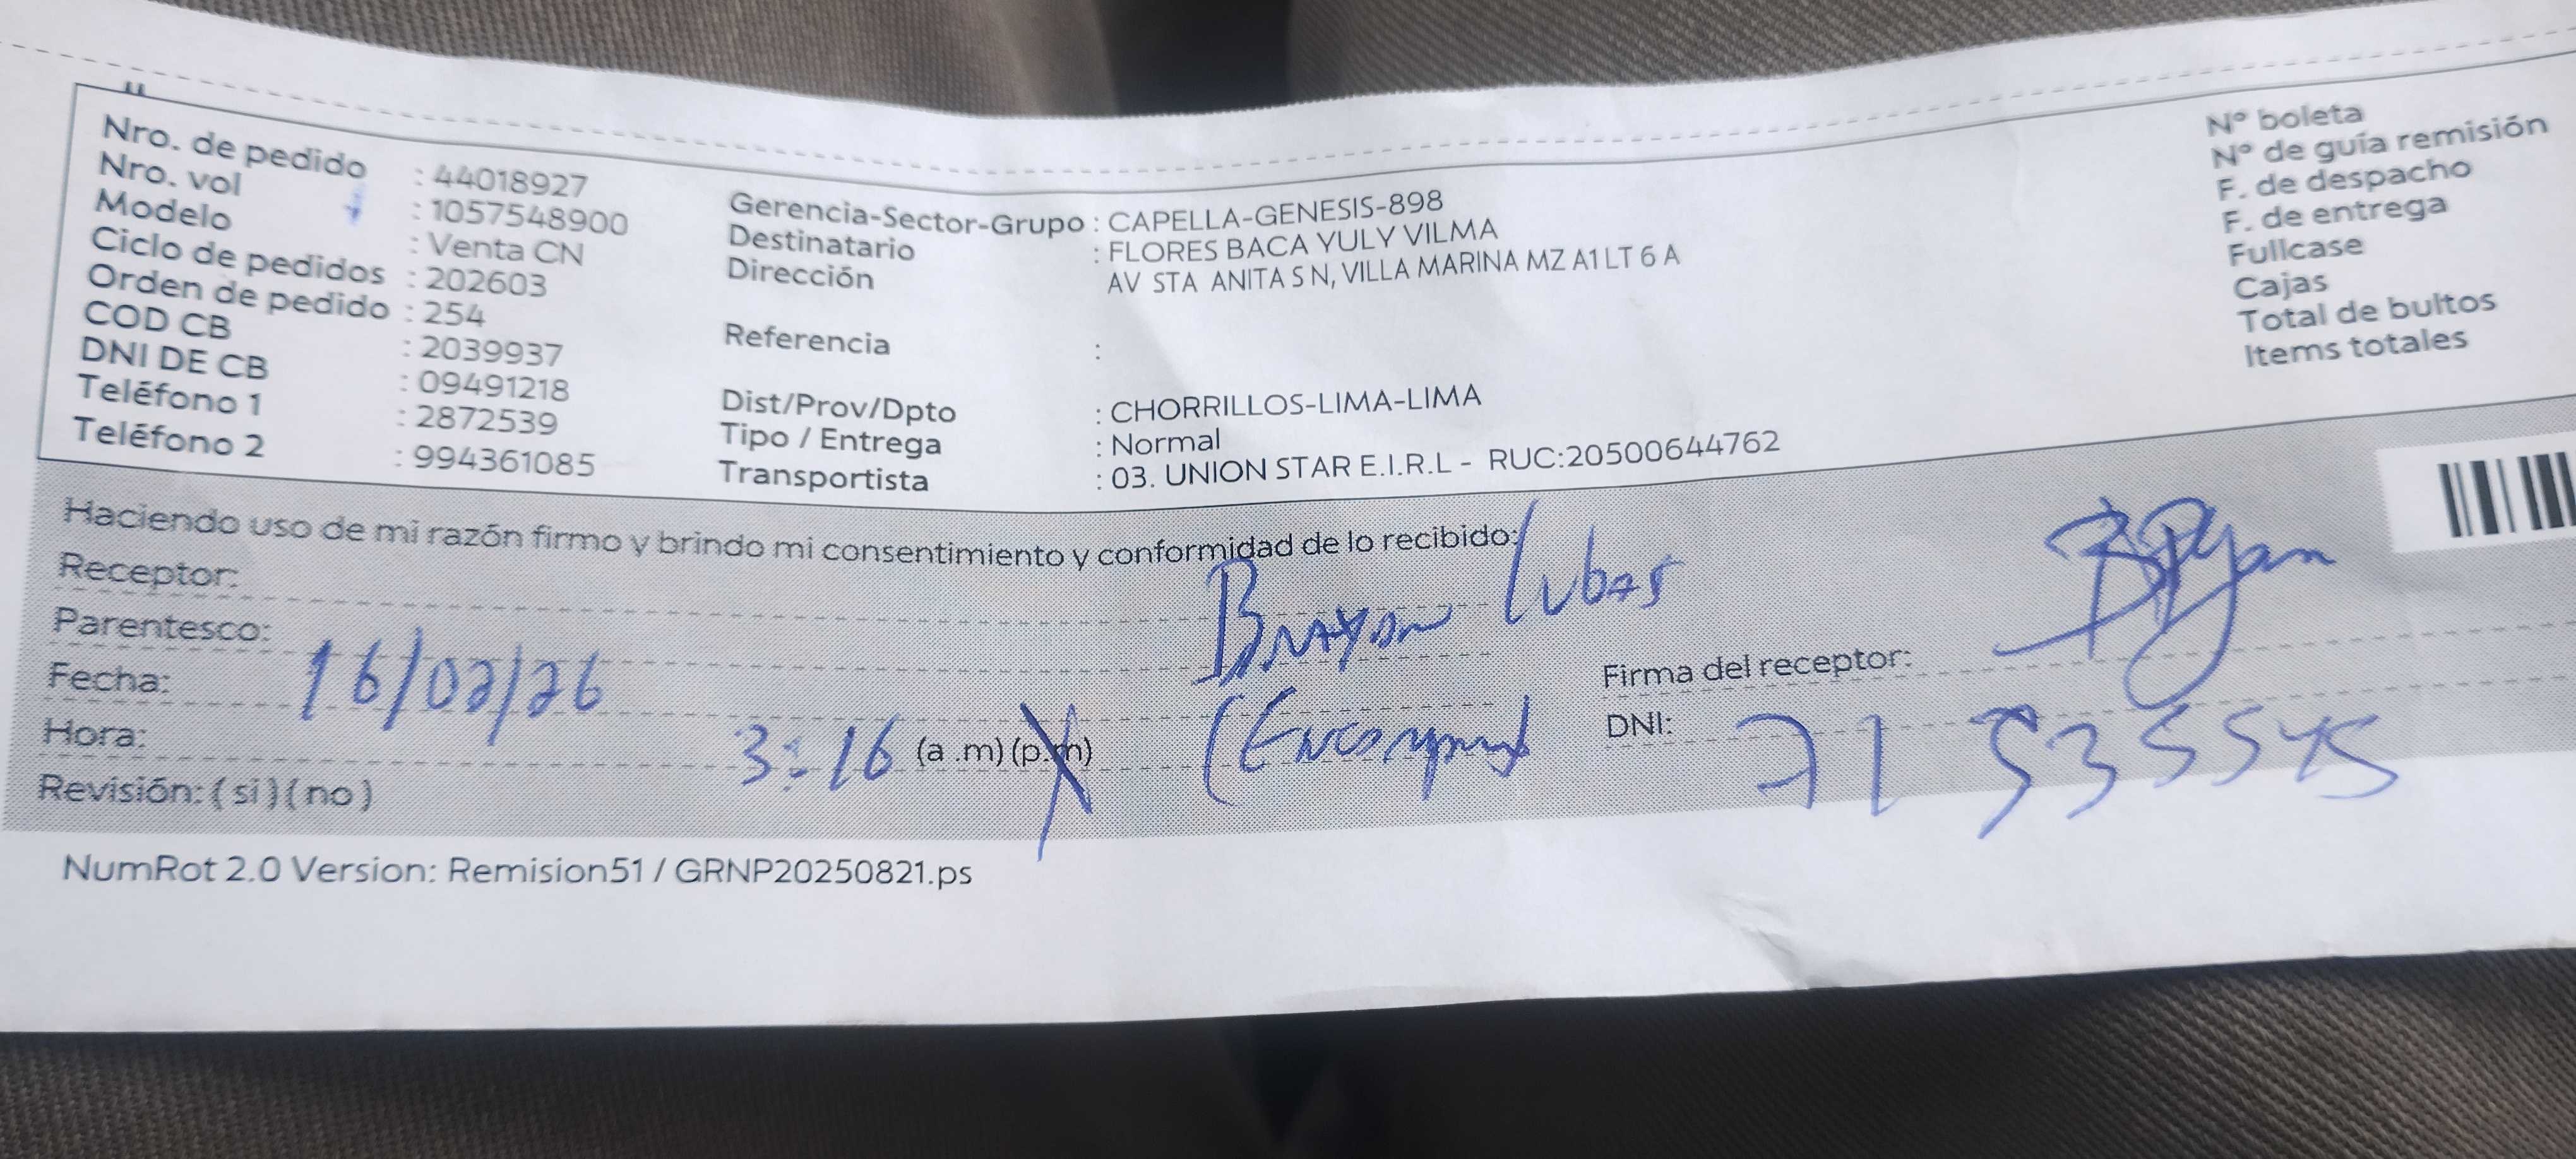 Nro. de pedido : 44018927
Nro. vol : 1057548900
Modelo : Venta CN
Ciclo de pedidos : 202603
Orden de pedido : 254
COD CB : 2039937
DNI DE CB : 09491218
Teléfono 1 : 2872539
Teléfono 2 : 994361085
Gerencia-Sector-Grupo : CAPELLA-GENESIS-898
Destinatario : FLORES BACA YULY VILMA
Dirección AV STA ANITA S N, VILLA MARINA MZ A1 LT 6 A
Referencia :
Dist/Prov/Dpto : CHORRILLOS-LIMA-LIMA
Tipo / Entrega : Normal
Transportista : 03. UNION STAR E.I.R.L - RUC:20500644762
N° boleta
N° de guía remisión
F. de despacho
F. de entrega
Fullcase
Cajas
Total de bultos
Items totales
Haciendo uso de mi razón firmo y brindo mi consentimiento y conformidad de lo recibido:
Receptor: Brayan
Parentesco:
Fecha: 16/02/26
Hora: 3:16 (a .m) (p.m)
Revisión: ( si ) ( no )
Firma del receptor: Bryan
DNI: 71535545
NumRot 2.0 Version: Remision51 / GRNP20250821.ps